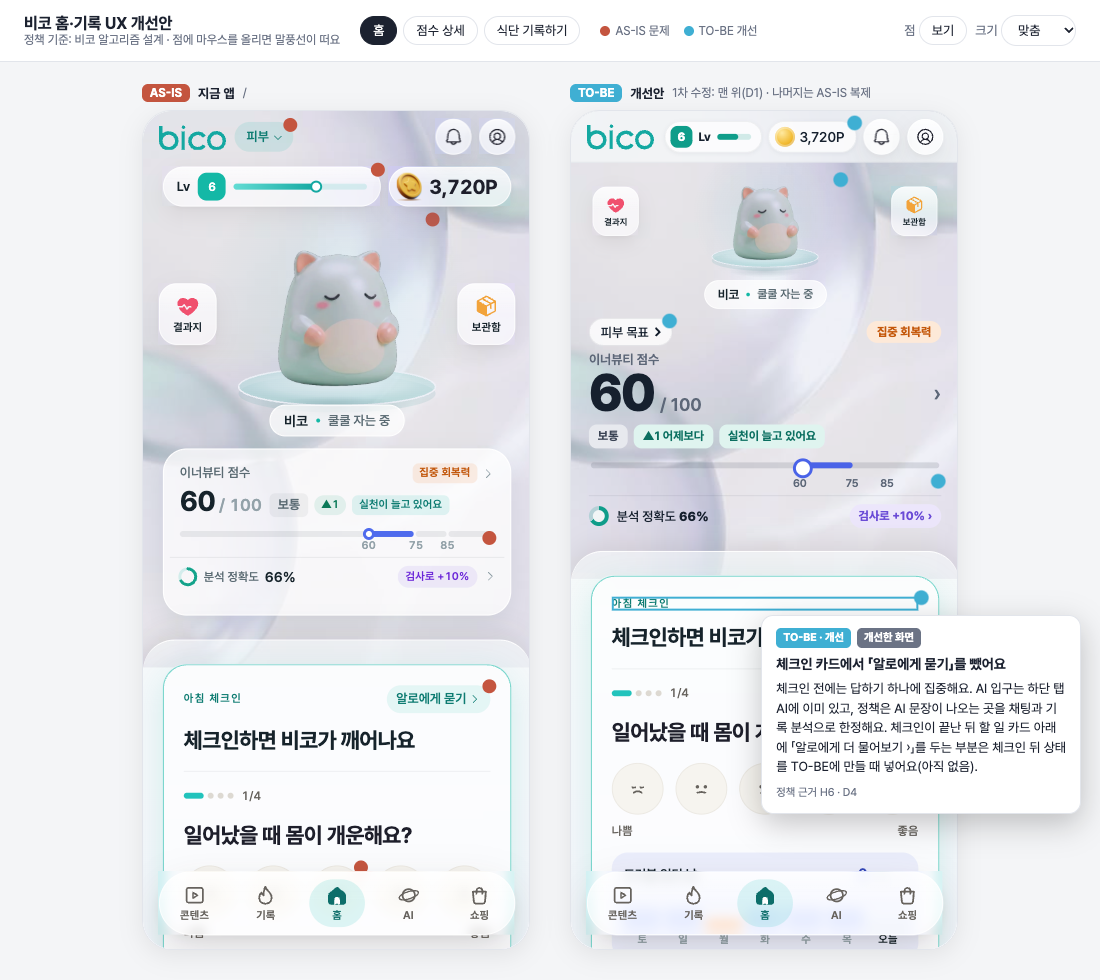 비코 홈·기록 UX 개선안
정책 기준: 비코 알고리즘 설계 · 점에 마우스를 올리면 말풍선이 떠요
홈
점수 상세
식단 기록하기
AS-IS 문제
TO-BE 개선
점
보기
크기
맞춤
AS-IS
지금 앱
/
bico
피부
Lv
6
3,720P
결과지
보관함
비코 • 쿨쿨 자는 중
이너뷰티 점수
집중 회복력
60 / 100
보통
▲1
실천이 늘고 있어요
60
75
85
분석 정확도 66%
검사로 +10%
아침 체크인
알로에게 묻기
체크인하면 비코가 깨어나요
1/4
일어났을 때 몸이 개운해요?
콘텐츠
기록
홈
AI
쇼핑
TO-BE
개선안
1차 수정: 맨 위(D1) · 나머지는 AS-IS 복제
bico
6
Lv
3,720P
결과지
보관함
비코 • 쿨쿨 자는 중
피부 목표
집중 회복력
이너뷰티 점수
60 / 100
보통
▲1 어제보다
실천이 늘고 있어요
60
75
85
분석 정확도 66%
검사로 +10% ›
아침 체크인
체크인하면 비코가
1/4
일어났을 때 몸이
나쁨
좋음
콘텐츠
기록
홈
AI
쇼핑
토
일
월
화
수
목
오늘
TO-BE · 개선
개선한 화면
체크인 카드에서 「알로에게 묻기」를 뺐어요
체크인 전에는 답하기 하나에 집중해요. AI 입구는 하단 탭
AI에 이미 있고, 정책은 AI 문장이 나오는 곳을 채팅과 기
록 분석으로 한정해요. 체크인이 끝난 뒤 할 일 카드 아래
에 「알로에게 더 물어보기 ›」를 두는 부분은 체크인 뒤 상태
를 TO-BE에 만들 때 넣어요(아직 없음).
정책 근거 H6 · D4